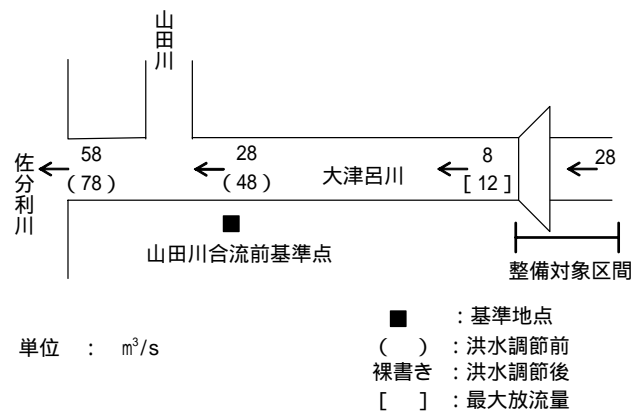 山田川
58
(78)
28
(48)
大津呂川
8
[12]
28
佐分利川
山田川合流前基準点
整備対象区間
■ : 基準地点
( ) : 洪水調節前
裸書き : 洪水調節後
[ ] : 最大放流量
単位 : m³/s